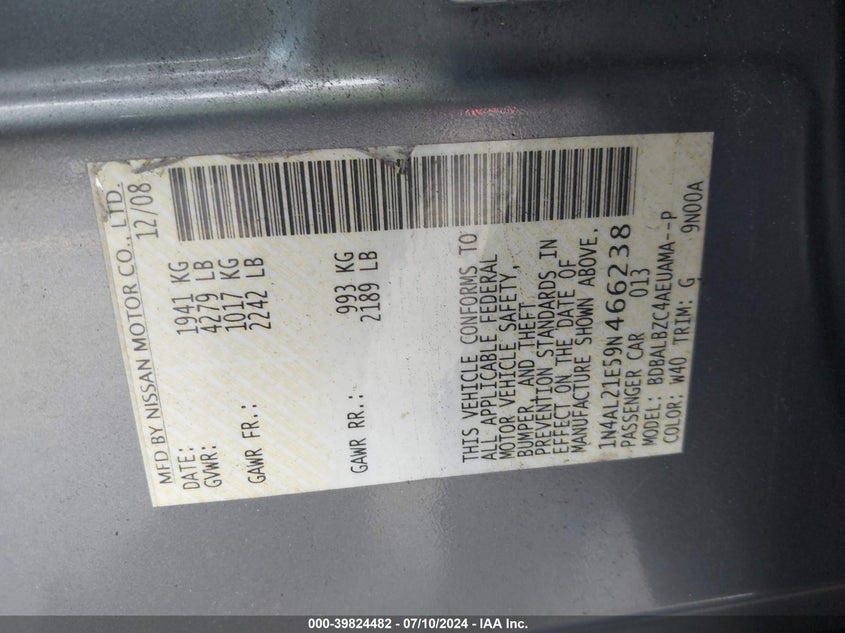 MFD BY NISSAN MOTOR CO., LTD.
DATE: 12/08
GVWR: 1941 KG
4279 LB
GAWR FR.: 1017 KG
2242 LB
GAWR RR.: 993 KG
2189 LB
THIS VEHICLE CONFORMS TO
ALL APPLICABLE FEDERAL
MOTOR VEHICLE SAFETY,
BUMPER, AND THEFT
PREVENTION STANDARDS IN
EFFECT ON THE DATE OF
MANUFACTURE SHOWN ABOVE.
1N4AL21E59N466238
PASSENGER CAR 013
MODEL: BDBALBZC4AEUAMA--P
COLOR: W40 TRIM: G 9N00A
000-39824482 - 07/10/2024 - IAA Inc.